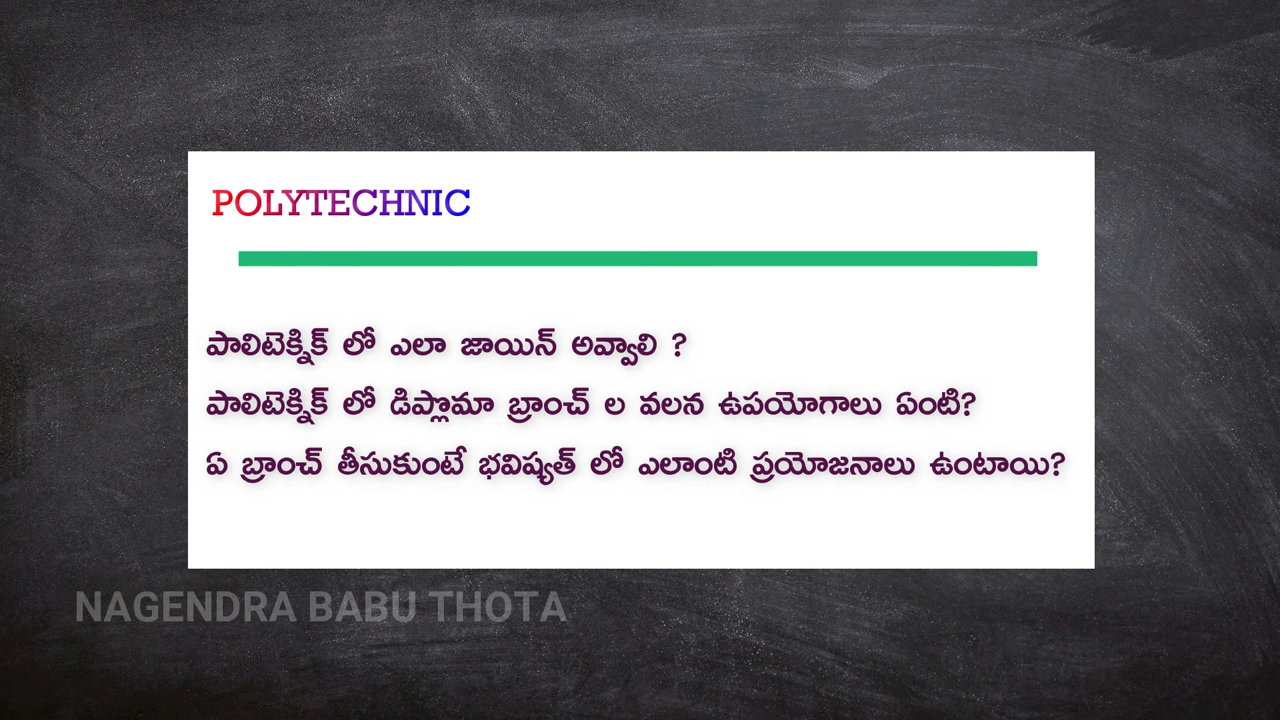 POLYTECHNIC
పాలిటెక్నిక్ లో ఎలా జాయిన్ అవ్వాలి ?
పాలిటెక్నిక్ లో డిప్లొమా బ్రాంచ్ ల వలన ఉపయోగాలు ఏంటి?
ఏ బ్రాంచ్ తీసుకుంటే భవిష్యత్ లో ఎలాంటి ప్రయోజనాలు ఉంటాయి?
NAGENDRA BABU THOTA